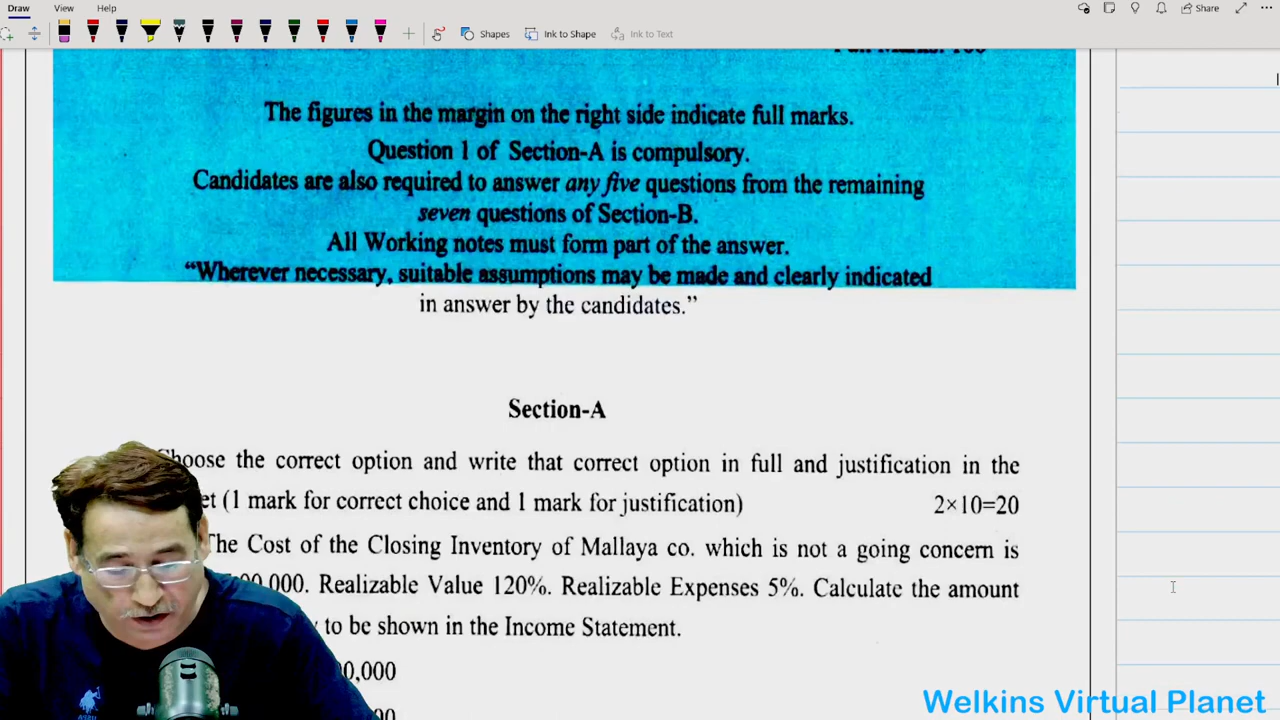 Draw View Help
Share
Shapes Ink to Shape Ink to Text
The figures in the margin on the right side indicate full marks.
Question 1 of Section-A is compulsory.
Candidates are also required to answer any five questions from the remaining
seven questions of Section-B.
All Working notes must form part of the answer.
“Wherever necessary, suitable assumptions may be made and clearly indicated
in answer by the candidates.”
Section-A
Choose the correct option and write that correct option in full and justification in the
(1 mark for correct choice and 1 mark for justification) 2×10=20
The Cost of the Closing Inventory of Mallaya co. which is not a going concern is
00,000. Realizable Value 120%. Realizable Expenses 5%. Calculate the amount
to be shown in the Income Statement.
00,000
Welkins Virtual Planet